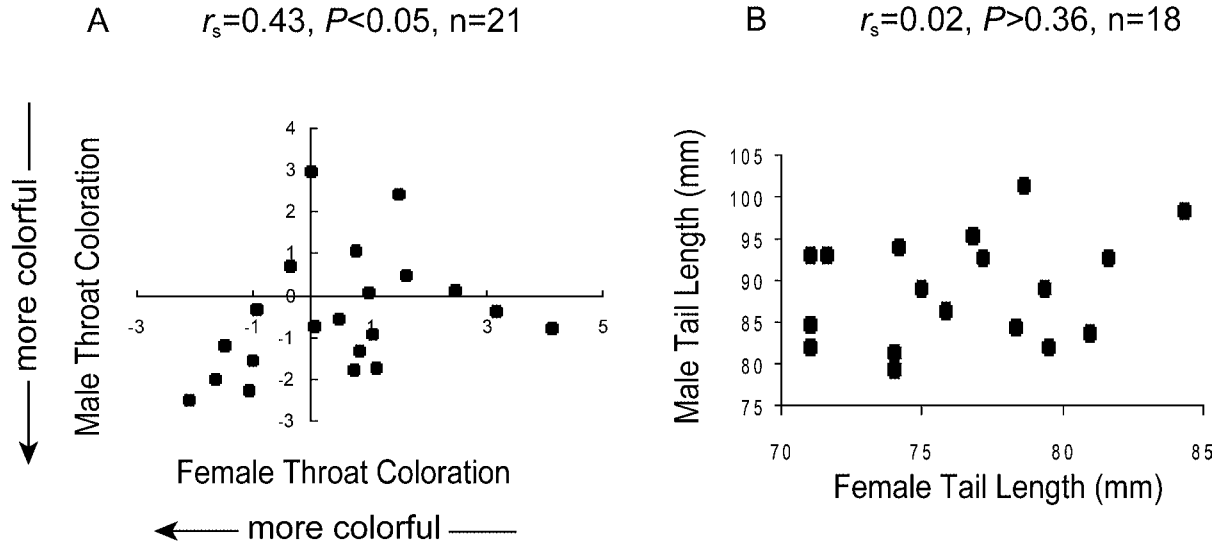 A
rs=0.43, P<0.05, n=21
more colorful
Male Throat Coloration
4
3
2
1
0
-1
-2
-3
-3
-1
1
3
5
Female Throat Coloration
more colorful
B
rs=0.02, P>0.36, n=18
Male Tail Length (mm)
105
100
95
90
85
80
75
70
75
80
85
Female Tail Length (mm)